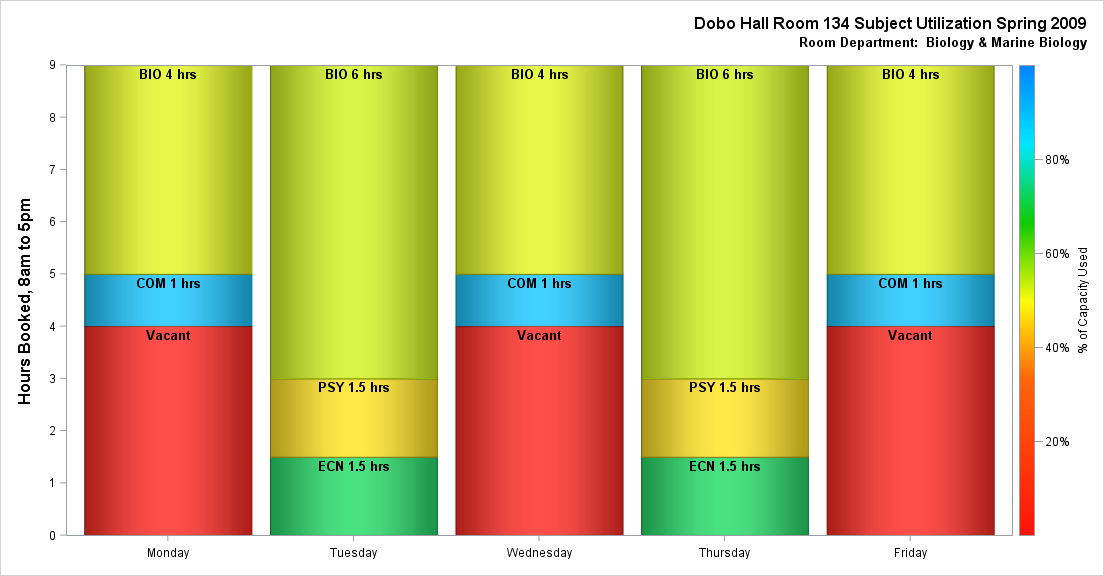 Dobo Hall Room 134 Subject Utilization Spring 2009
Room Department: Biology & Marine Biology
Hours Booked, 8am to 5pm
9
8
7
6
5
4
3
2
1
0
BIO 4 hrs
COM 1 hrs
Vacant
BIO 6 hrs
PSY 1.5 hrs
ECN 1.5 hrs
BIO 4 hrs
COM 1 hrs
Vacant
BIO 6 hrs
PSY 1.5 hrs
ECN 1.5 hrs
BIO 4 hrs
COM 1 hrs
Vacant
Monday
Tuesday
Wednesday
Thursday
Friday
80%
60%
40%
20%
% of Capacity Used